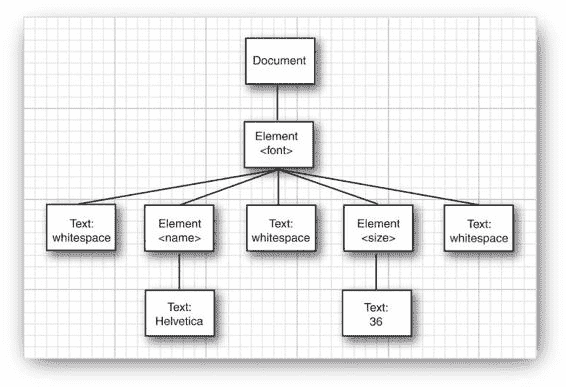 Document
Element
<font>
Text:
whitespace
Element
<name>
Text:
whitespace
Element
<size>
Text:
whitespace
Text:
Helvetica
Text:
36